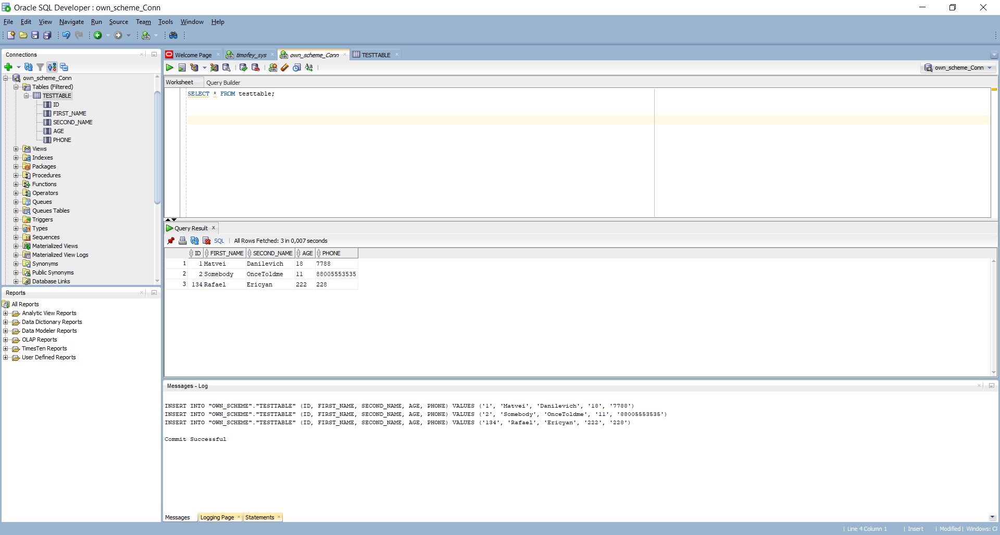 Oracle SQL Developer : own_scheme_Conn
File Edit View Navigate Run Source Team Tools Window Help
Connections
own_scheme_Conn
Tables (Filtered)
TESTTABLE
ID
FIRST_NAME
SECOND_NAME
AGE
PHONE
Views
Indexes
Packages
Procedures
Functions
Operators
Queues
Queues Tables
Triggers
Types
Sequences
Materialized Views
Materialized View Logs
Synonyms
Public Synonyms
Database Links
Reports
All Reports
Analytic View Reports
Data Dictionary Reports
Data Modeler Reports
OLAP Reports
TimesTen Reports
User Defined Reports
Welcome Page timofey_sys own_scheme_Conn TESTTABLE
Aa own_scheme_Conn
Worksheet Query Builder
SELECT * FROM testtable;
Query Result
SQL All Rows Fetched: 3 in 0,007 seconds
ID FIRST_NAME SECOND_NAME AGE PHONE
1 1 Matvei Danilevich 18 7788
2 2 Somebody OnceToldme 11 88005553535
3 134 Rafael Ericyan 222 228
Messages - Log
INSERT INTO "OWN_SCHEME"."TESTTABLE" (ID, FIRST_NAME, SECOND_NAME, AGE, PHONE) VALUES ('1', 'Matvei', 'Danilevich', '18', '7788')
INSERT INTO "OWN_SCHEME"."TESTTABLE" (ID, FIRST_NAME, SECOND_NAME, AGE, PHONE) VALUES ('2', 'Somebody', 'OnceToldme', '11', '88005553535')
INSERT INTO "OWN_SCHEME"."TESTTABLE" (ID, FIRST_NAME, SECOND_NAME, AGE, PHONE) VALUES ('134', 'Rafael', 'Ericyan', '222', '228')
Commit Successful
Messages Logging Page Statements
Line 4 Column 1 Insert Modified Windows: CF